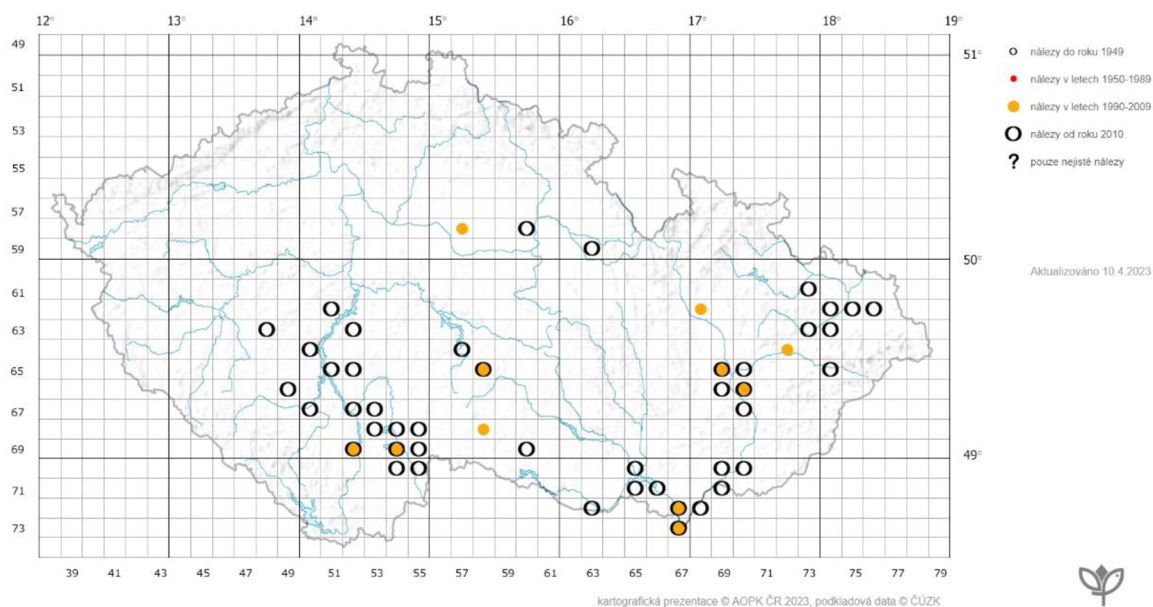 12° 13° 14° 15° 16° 17° 18° 19°
49 51°
51
53
55
57
59 50°
61
63
65
67
69 49°
71
73
39 41 43 45 47 49 51 53 55 57 59 61 63 65 67 69 71 73 75 77 79
nálezy do roku 1949
nálezy v letech 1950-1989
nálezy v letech 1990-2009
nálezy od roku 2010
? pouze nejisté nálezy
Aktualizováno 10.4.2023
kartografická prezentace © AOPK ČR 2023, podkladová data © ČÚZK